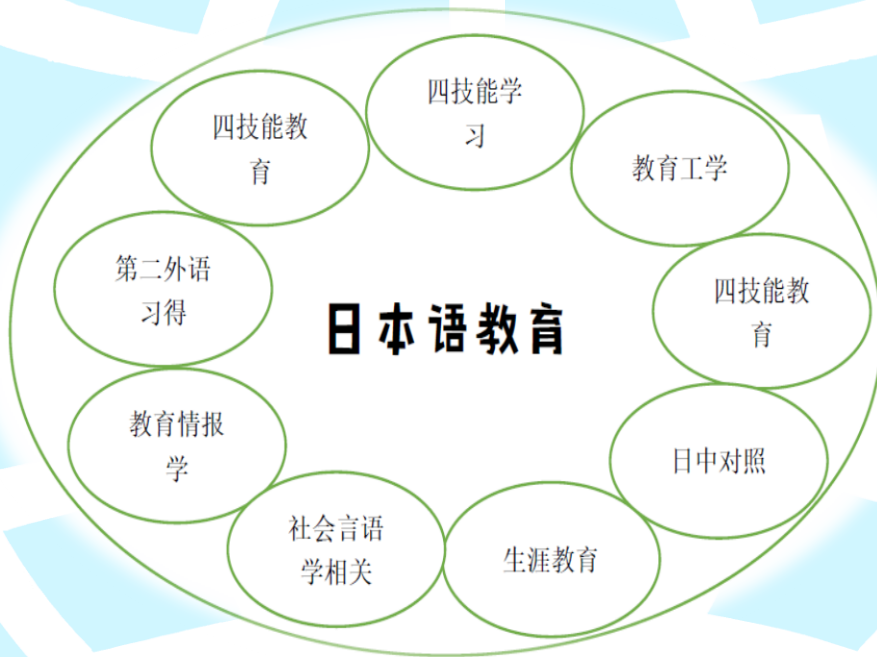 四技能学
习
四技能教
育
教育工学
第二外语
习得
四技能教
育
日本语教育
教育情报
学
日中对照
社会言语
学相关
生涯教育